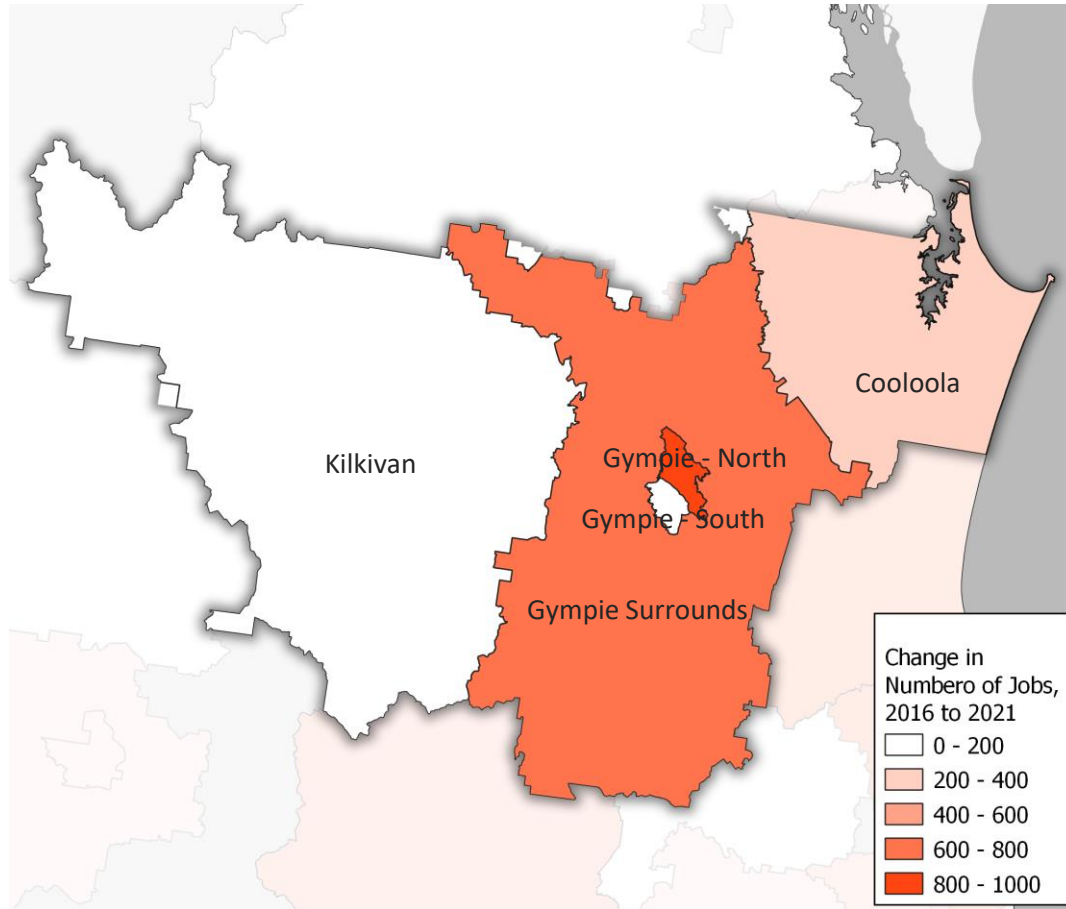 Cooloola
Kilkivan
Gympie - North
Gympie - South
Gympie Surrounds
Change in
Numbero of Jobs,
2016 to 2021
0 - 200
200 - 400
400 - 600
600 - 800
800 - 1000